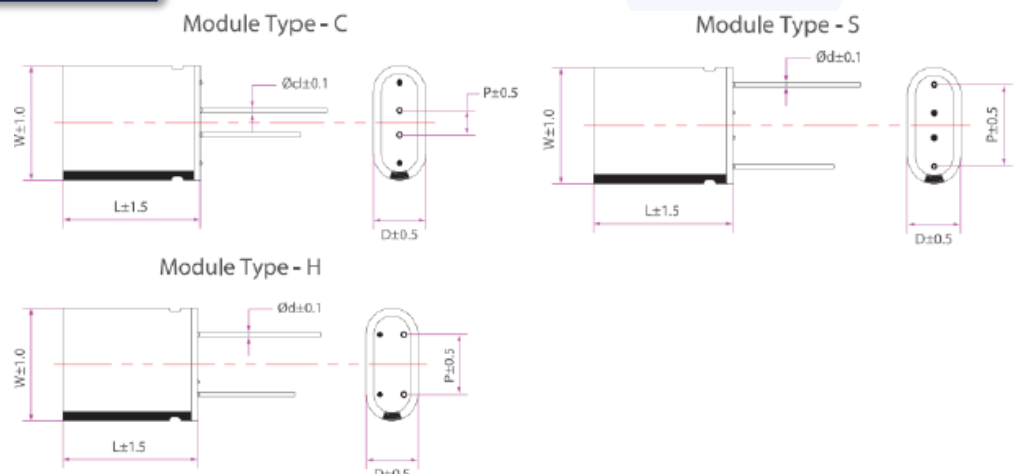 Module Type - C
W±1.0
Ød±0.1
P±0.5
L±1.5
D±0.5
Module Type - S
W±1.0
Ød±0.1
P±0.5
L±1.5
D±0.5
Module Type - H
W±1.0
Ød±0.1
P±0.5
L±1.5
D±0.5